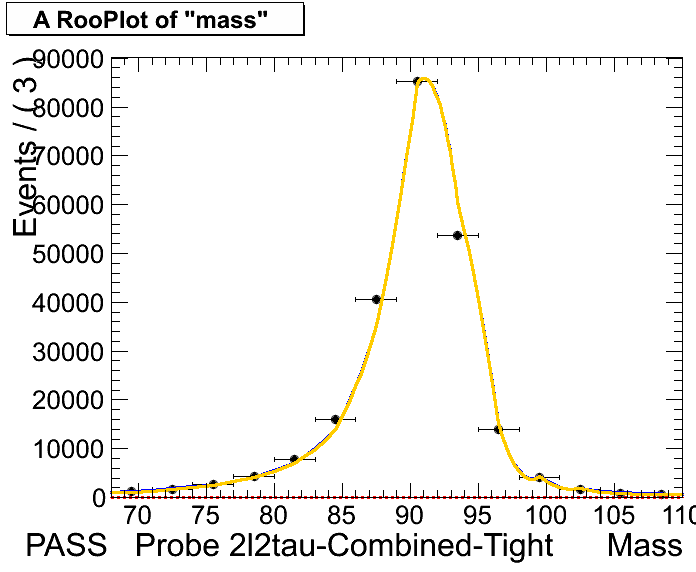 A RooPlot of "mass"
Events / ( 3 )
90000
80000
70000
60000
50000
40000
30000
20000
10000
0
70 75 80 85 90 95 100 105 110
PASS Probe 2l2tau-Combined-Tight Mass